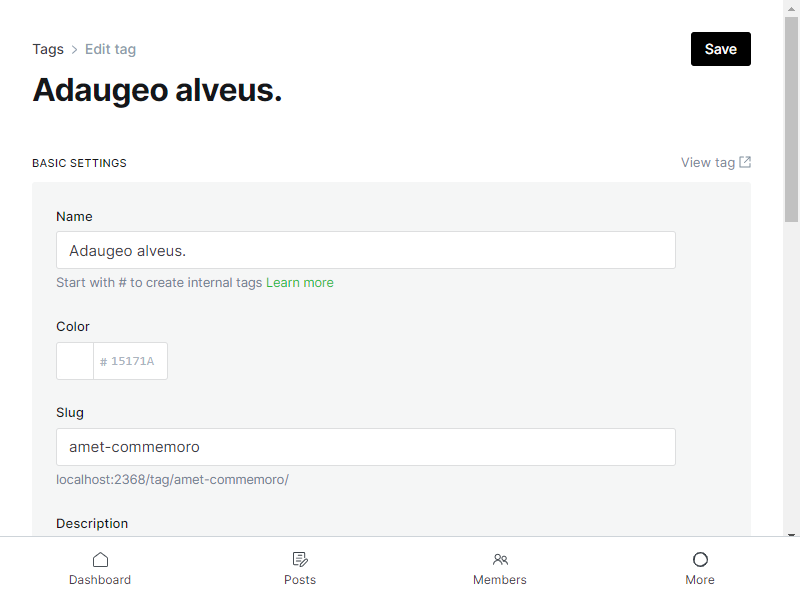 Tags > Edit tag
Save
Adaugeo alveus.
BASIC SETTINGS
View tag
Name
Adaugeo alveus.
Start with # to create internal tags Learn more
Color
# 15171A
Slug
amet-commemoro
localhost:2368/tag/amet-commemoro/
Description
Dashboard
Posts
Members
More